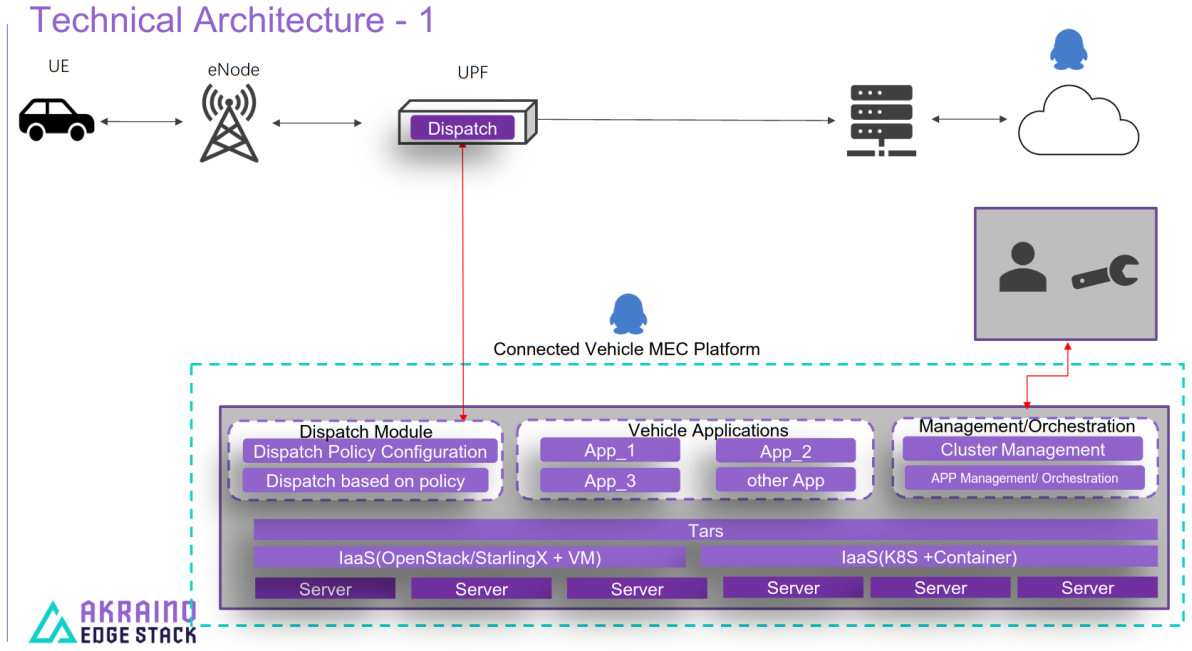 Technical Architecture - 1
UE
eNode
UPF
Dispatch
Connected Vehicle MEC Platform
Dispatch Module
Dispatch Policy Configuration
Dispatch based on policy
Vehicle Applications
App_1
App_2
App_3
other App
Management/Orchestration
Cluster Management
APP Management/ Orchestration
Tars
IaaS(OpenStack/StarlingX + VM)
IaaS(K8S +Container)
Server
Server
Server
Server
Server
Server
AKRAINO
EDGE STACK